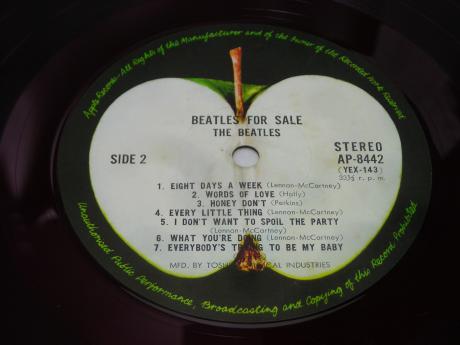 Apple Records - All Rights of the Manufacturer and of the Owner of the Recorded Work Reserved
BEATLES FOR SALE
THE BEATLES
SIDE 2
STEREO
AP-8442
(YEX-143)
33⅓ r. p. m.
1. EIGHT DAYS A WEEK (Lennon-McCartney)
2. WORDS OF LOVE (Holly)
3. HONEY DON'T (Perkins)
4. EVERY LITTLE THING (Lennon-McCartney)
5. I DON'T WANT TO SPOIL THE PARTY
(Lennon-McCartney)
6. WHAT YOU'RE DOING (Lennon-McCartney)
7. EVERYBODY'S TRYING TO BE MY BABY
MFD. BY INDUSTRIES
Unauthorised Public Performance, Broadcasting and Copying of this Record Prohibited